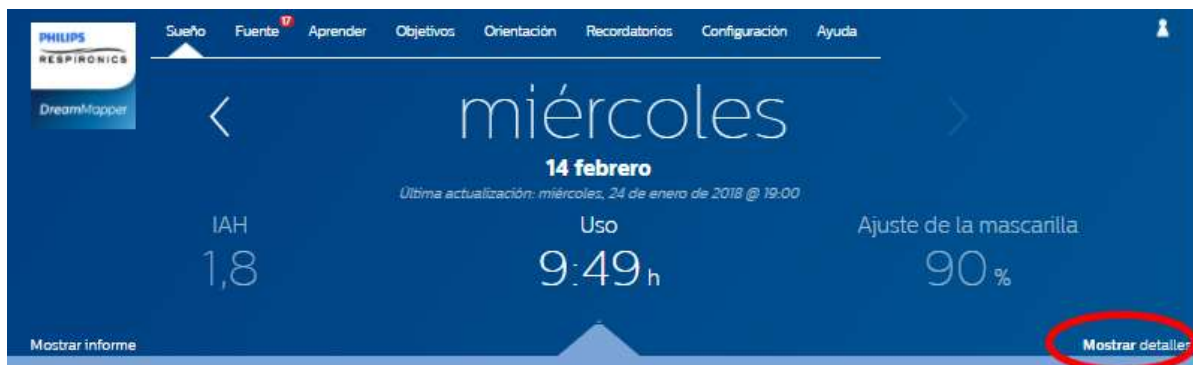 PHILIPS
RESPIRONICS
DreamMapper
Sueño Fuente 17 Aprender Objetivos Orientación Recordatorios Configuración Ayuda
miércoles
14 febrero
Última actualización: miércoles, 24 de enero de 2018 @ 19:00
IAH Uso Ajuste de la mascarilla
1,8 9:49 h 90 %
Mostrar informe Mostrar detalles